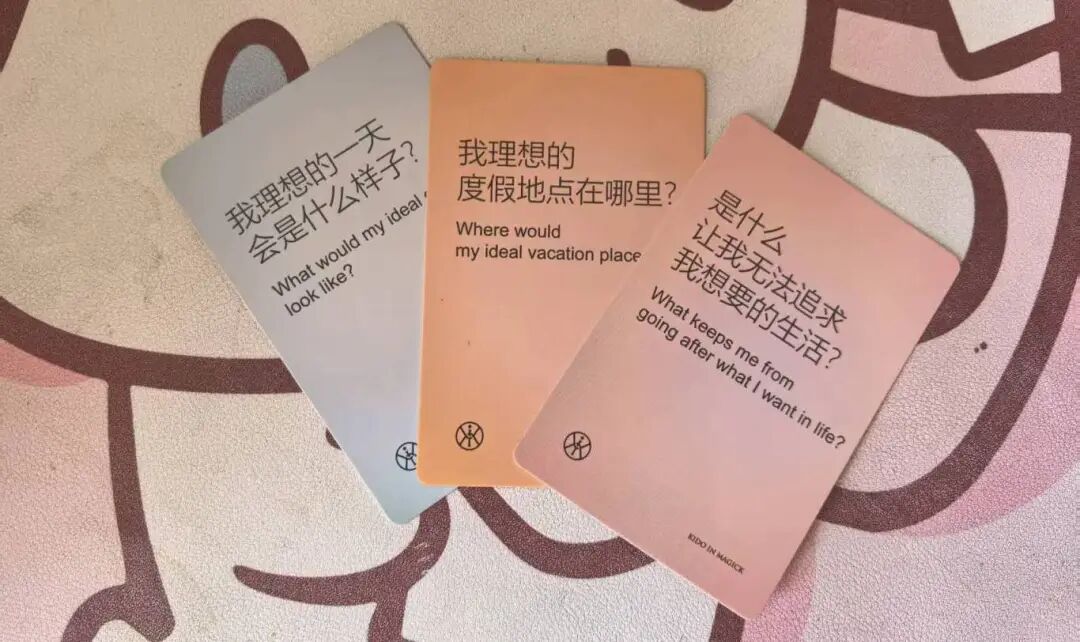 我理想的一天
会是什么样子?
What would my ideal
look like?
我理想的
度假地点在哪里?
Where would
my ideal vacation place
是什么
让我无法追求
我想要的生活?
What keeps me from
going after what I want in life?
KIDO IN MAGICK